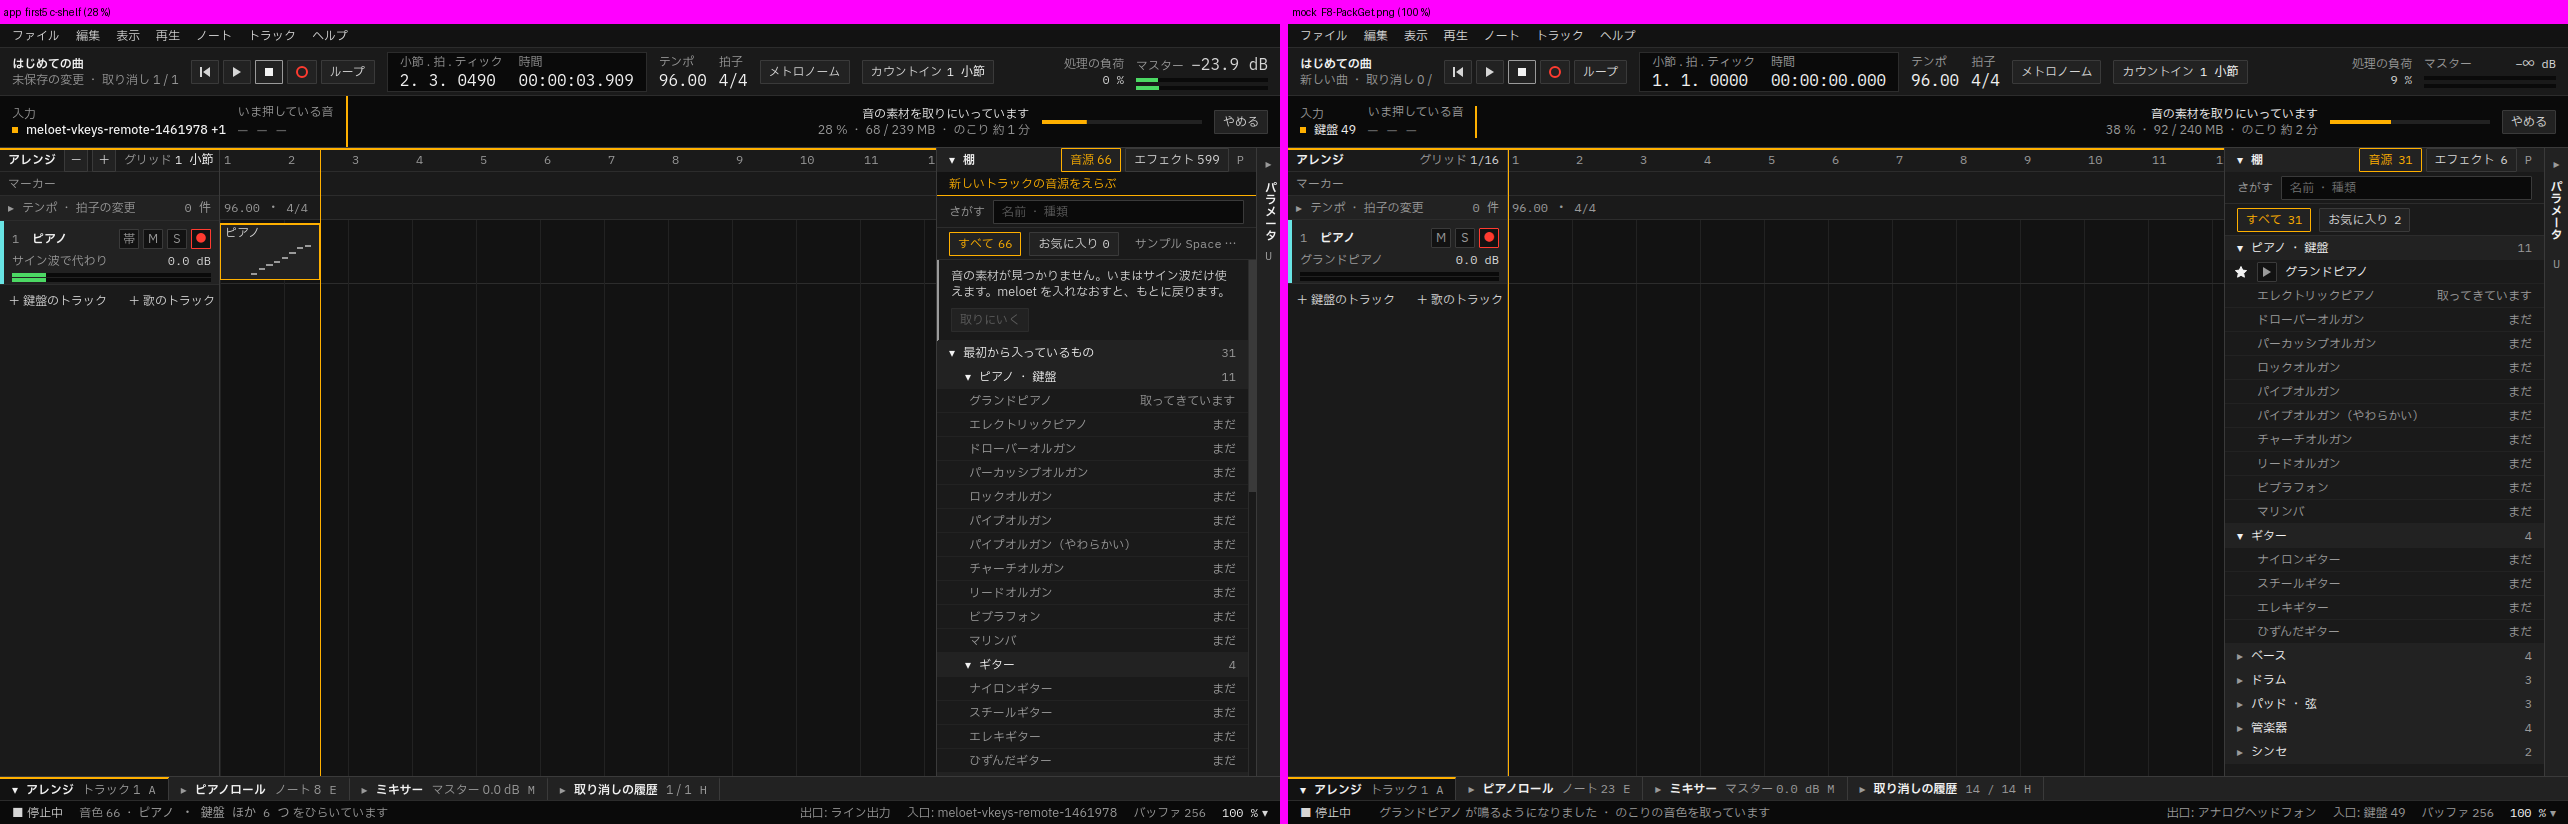 app first5 c-shelf (28 %)
ファイル 編集 表示 再生 ノート トラック ヘルプ
はじめての曲
未保存の変更 ・ 取り消し 1 / 1
ループ
小節 . 拍 . ティック 時間
2. 3. 0490 00:00:03.909
テンポ 拍子
96.00 4/4
メトロノーム
カウントイン 1 小節
処理の負荷 マスター −23.9 dB
0 %
入力 いま押している音
meloet-vkeys-remote-1461978 +1 — — —
音の素材を取りにいっています
28 % ・ 68 / 239 MB ・ のこり 約 1 分
やめる
アレンジ − + グリッド 1 小節
1 2 3 4 5 6 7 8 9 10 11 1
マーカー
▸ テンポ ・ 拍子の変更 0 件
96.00 ・ 4/4
1 ピアノ 帯 M S
サイン波で代わり 0.0 dB
ピアノ
+ 鍵盤のトラック + 歌のトラック
▾ 棚 音源 66 エフェクト 599 P
新しいトラックの音源をえらぶ
さがす 名前 ・ 種類
すべて 66 お気に入り 0 サンプル Space …
音の素材が見つかりません。いまはサイン波だけ使
えます。meloet を入れなおすと、もとに戻ります。
取りにいく
▾ 最初から入っているもの 31
▾ ピアノ ・ 鍵盤 11
グランドピアノ 取ってきています
エレクトリックピアノ まだ
ドローバーオルガン まだ
パーカッシブオルガン まだ
ロックオルガン まだ
パイプオルガン まだ
パイプオルガン（やわらかい） まだ
チャーチオルガン まだ
リードオルガン まだ
ビブラフォン まだ
マリンバ まだ
▾ ギター 4
ナイロンギター まだ
スチールギター まだ
エレキギター まだ
ひずんだギター まだ
▸ パラメータ U
▾ アレンジ トラック 1 A
▸ ピアノロール ノート 8 E
▸ ミキサー マスター 0.0 dB M
▸ 取り消しの履歴 1 / 1 H
■ 停止中 音色 66 ・ ピアノ ・ 鍵盤 ほか 6 つ をひらいています
出口: ライン出力 入口: meloet-vkeys-remote-1461978 バッファ 256 100 % ▾
mock F8-PackGet.png (100 %)
ファイル 編集 表示 再生 ノート トラック ヘルプ
はじめての曲
新しい曲 ・ 取り消し 0 /
ループ
小節 . 拍 . ティック 時間
1. 1. 0000 00:00:00.000
テンポ 拍子
96.00 4/4
メトロノーム
カウントイン 1 小節
処理の負荷 マスター −∞ dB
9 %
入力 いま押している音
鍵盤 49 — — —
音の素材を取りにいっています
38 % ・ 92 / 240 MB ・ のこり 約 2 分
やめる
アレンジ グリッド 1/16
1 2 3 4 5 6 7 8 9 10 11 1
マーカー
▸ テンポ ・ 拍子の変更 0 件
96.00 ・ 4/4
1 ピアノ M S
グランドピアノ 0.0 dB
+ 鍵盤のトラック + 歌のトラック
▾ 棚 音源 31 エフェクト 6 P
さがす 名前 ・ 種類
すべて 31 お気に入り 2
▾ ピアノ ・ 鍵盤 11
★ グランドピアノ
エレクトリックピアノ 取ってきています
ドローバーオルガン まだ
パーカッシブオルガン まだ
ロックオルガン まだ
パイプオルガン まだ
パイプオルガン（やわらかい） まだ
チャーチオルガン まだ
リードオルガン まだ
ビブラフォン まだ
マリンバ まだ
▾ ギター 4
ナイロンギター まだ
スチールギター まだ
エレキギター まだ
ひずんだギター まだ
▸ ベース 4
▸ ドラム 3
▸ パッド ・ 弦 3
▸ 管楽器 4
▸ シンセ 2
▸ パラメータ U
▾ アレンジ トラック 1 A
▸ ピアノロール ノート 23 E
▸ ミキサー マスター 0.0 dB M
▸ 取り消しの履歴 14 / 14 H
■ 停止中 グランドピアノ が鳴るようになりました ・ のこりの音色を取っています
出口: アナログヘッドフォン 入口: 鍵盤 49 バッファ 256 100 % ▾